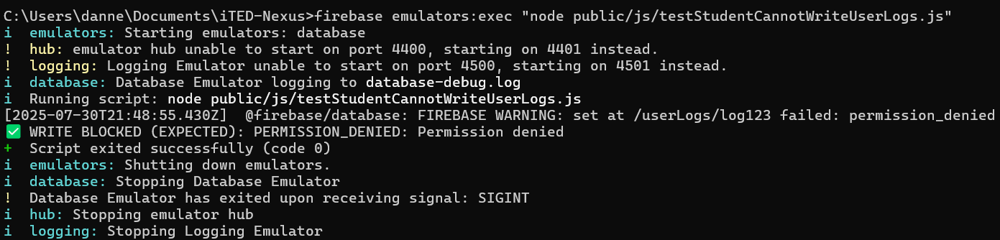 C:\Users\danne\Documents\iTED-Nexus>firebase emulators:exec "node public/js/testStudentCannotWriteUserLogs.js"
i  emulators: Starting emulators: database
!  hub: emulator hub unable to start on port 4400, starting on 4401 instead.
!  logging: Logging Emulator unable to start on port 4500, starting on 4501 instead.
i  database: Database Emulator logging to database-debug.log
i  Running script: node public/js/testStudentCannotWriteUserLogs.js
[2025-07-30T21:48:55.430Z]  @firebase/database: FIREBASE WARNING: set at /userLogs/log123 failed: permission_denied
✅ WRITE BLOCKED (EXPECTED): PERMISSION_DENIED: Permission denied
+  Script exited successfully (code 0)
i  emulators: Shutting down emulators.
i  database: Stopping Database Emulator
!  Database Emulator has exited upon receiving signal: SIGINT
i  hub: Stopping emulator hub
i  logging: Stopping Logging Emulator